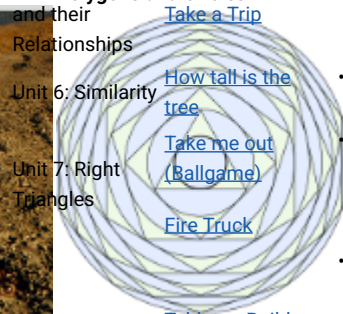 and their
Relationships
Take a Trip
Unit 6: Similarity
How tall is the
tree
Unit 7: Right
Triangles
Take me out
(Ballgame)
Fire Truck